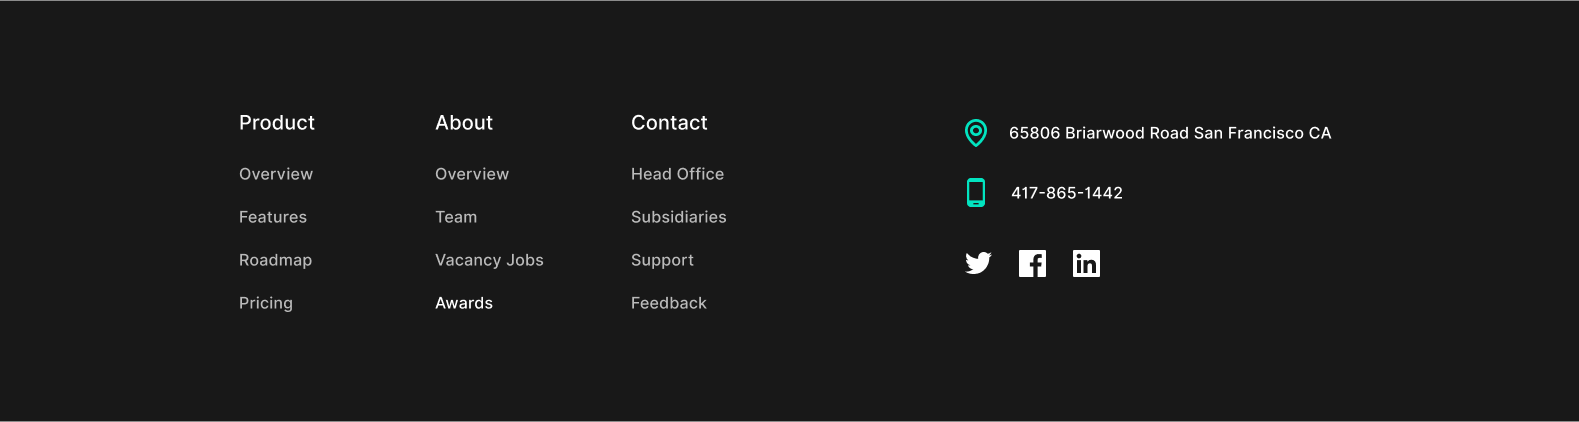 Product
Overview
Features
Roadmap
Pricing
About
Overview
Team
Vacancy Jobs
Awards
Contact
Head Office
Subsidiaries
Support
Feedback
65806 Briarwood Road San Francisco CA
417-865-1442